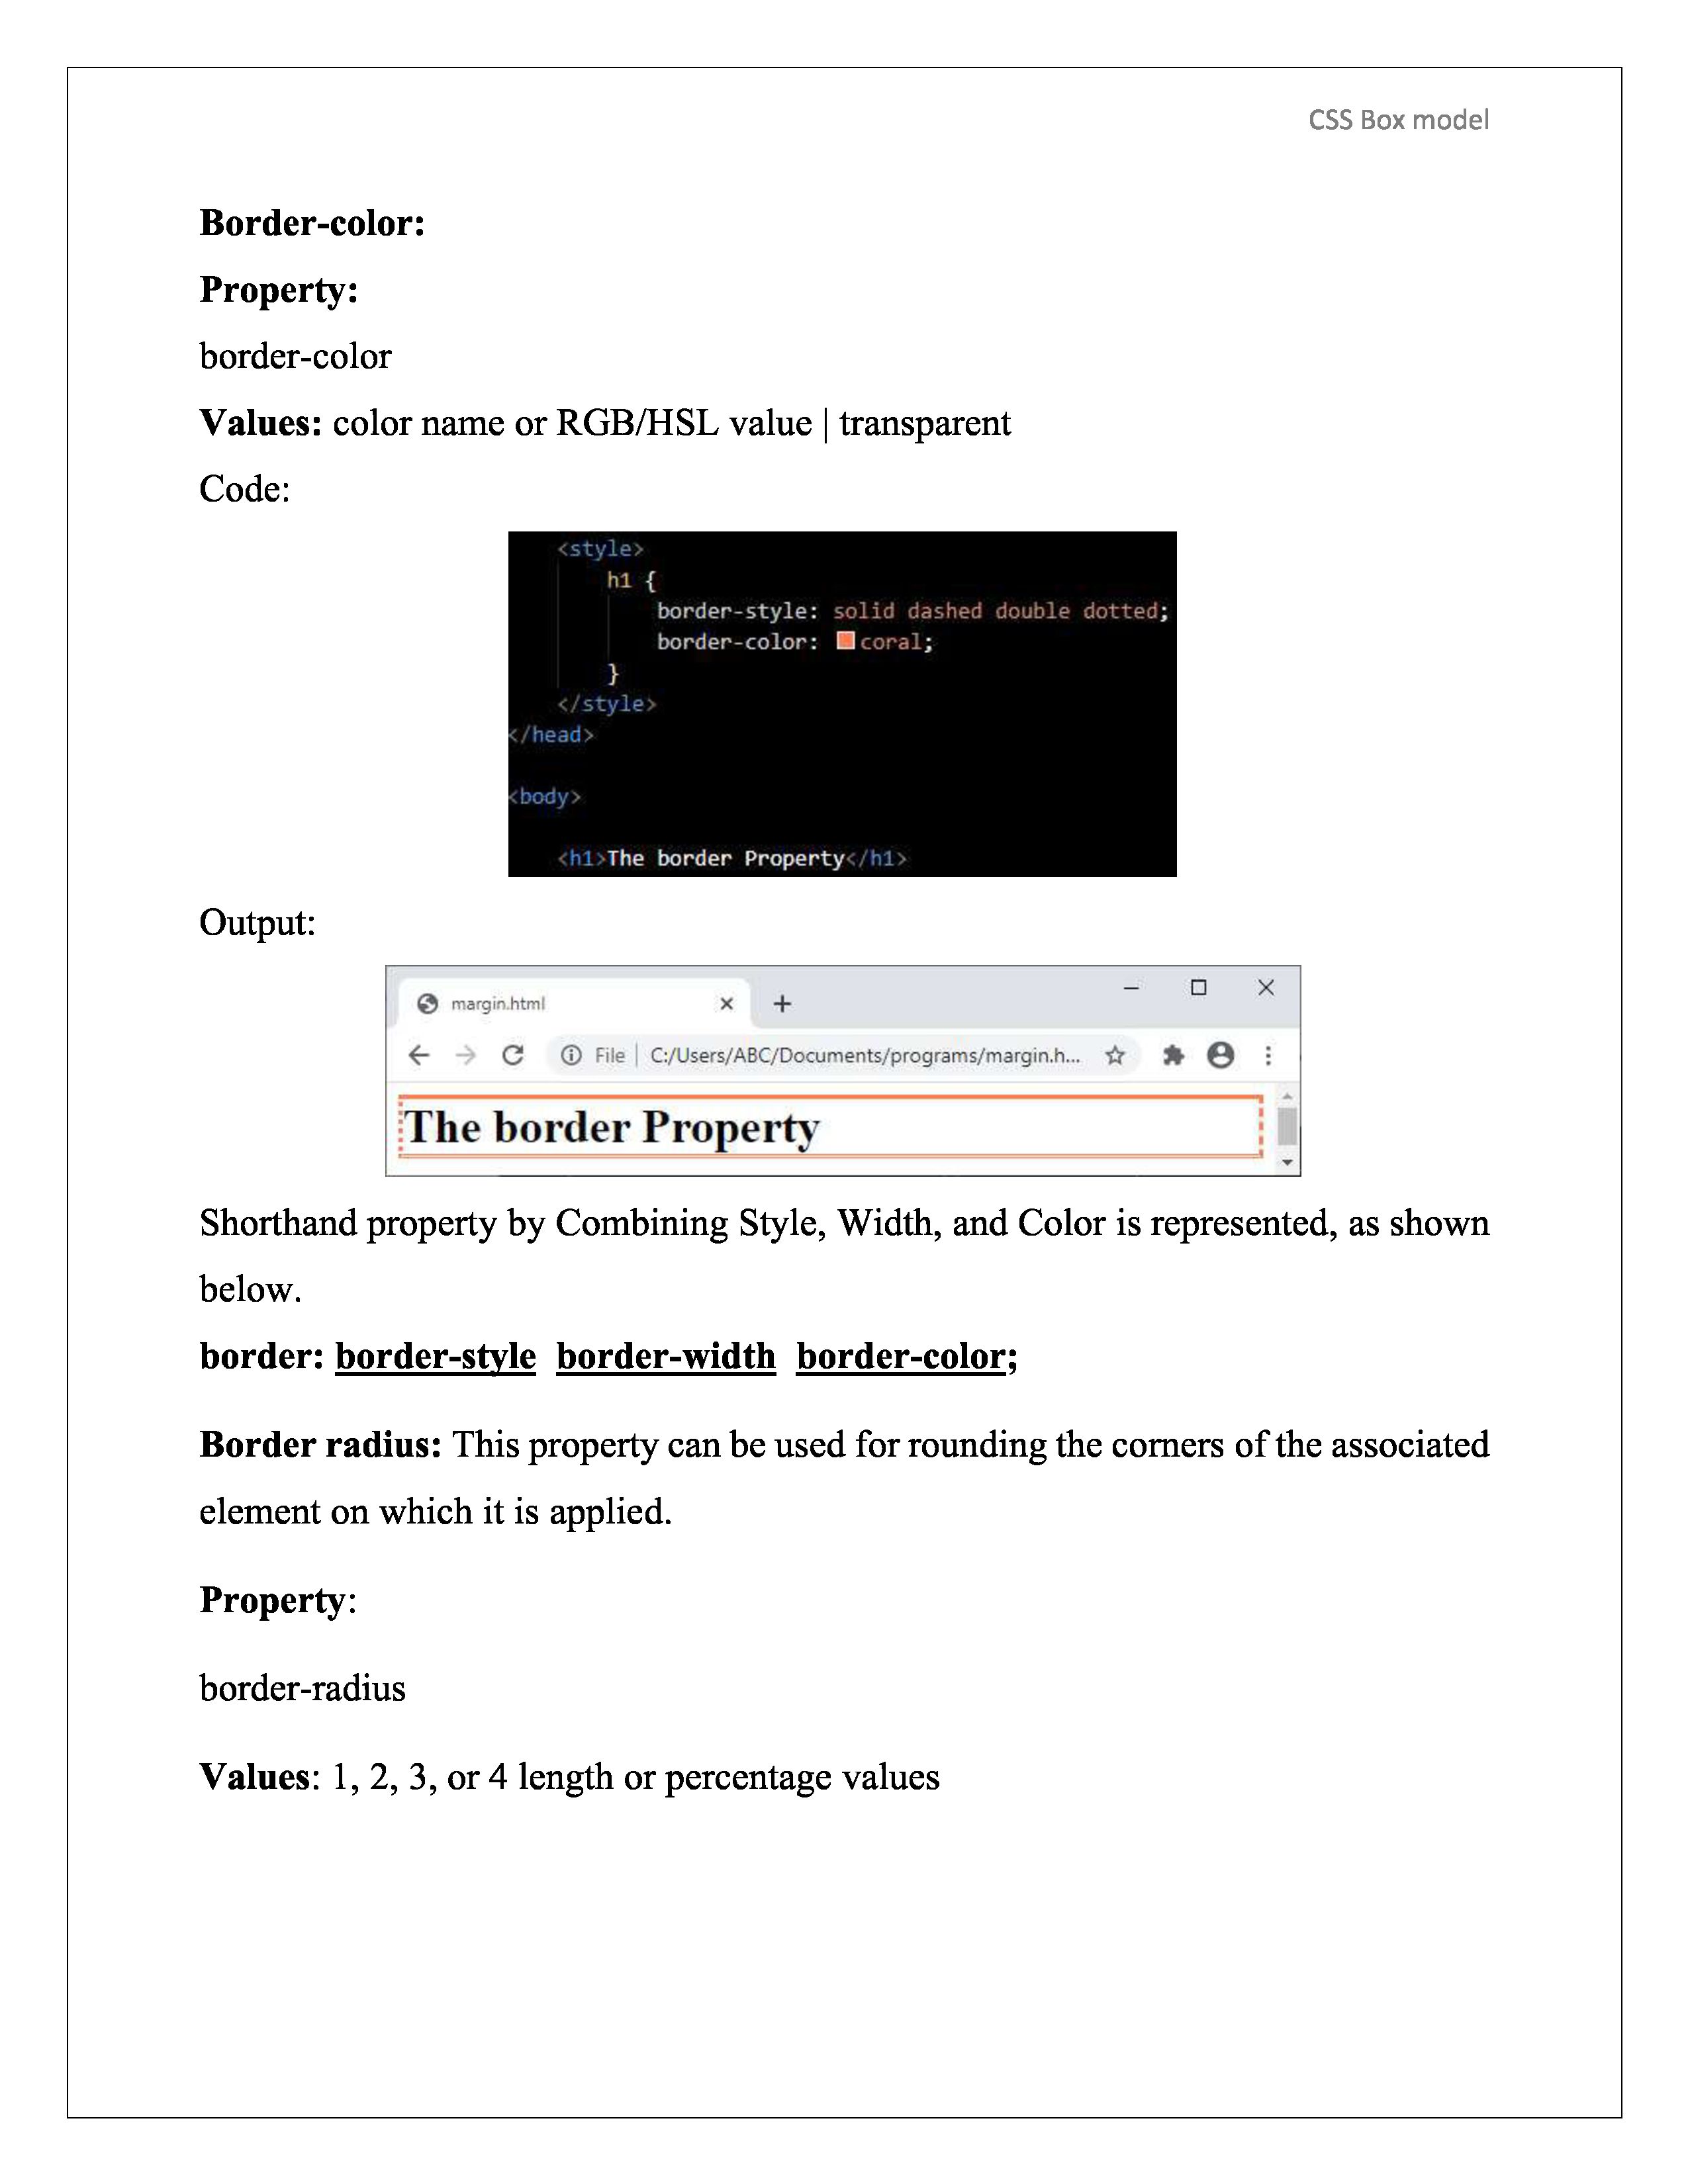 CSS Box model
Border-color:
Property:
border-color
Values: color name or RGB/HSL value | transparent
Code:
<style>
h1 {
border-style: solid dashed double dotted;
border-color: coral;
}
</style>
</head>
<body>
<h1>The border Property</h1>
Output:
margin.html
File | C:/Users/ABC/Documents/programs/margin.h...
The border Property
Shorthand property by Combining Style, Width, and Color is represented, as shown
below.
border: border-style border-width border-color;
Border radius: This property can be used for rounding the corners of the associated
element on which it is applied.
Property:
border-radius
Values: 1, 2, 3, or 4 length or percentage values